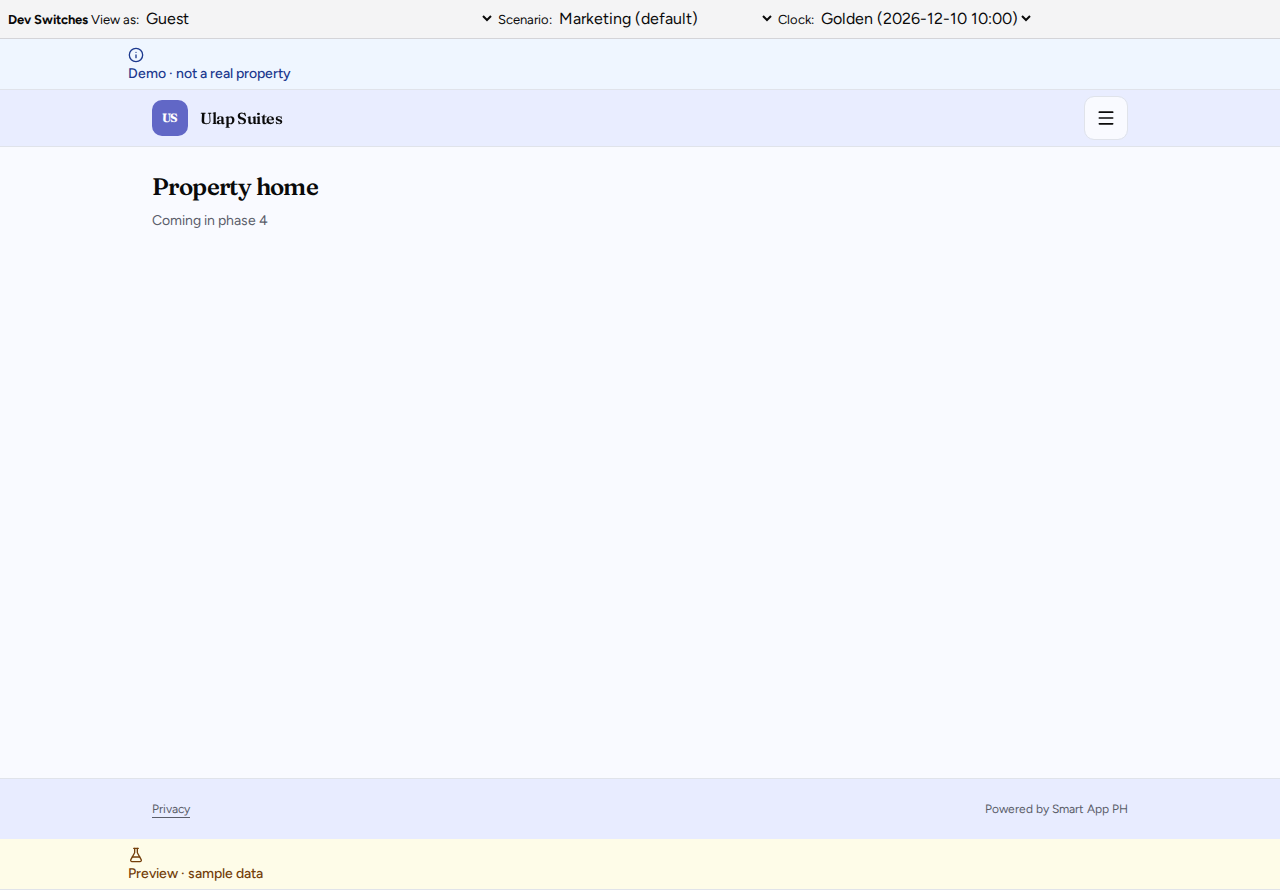 Dev Switches View as: Guest Scenario: Marketing (default) Clock: Golden (2026-12-10 10:00)
Demo · not a real property
US Ulap Suites
Property home
Coming in phase 4
Privacy Powered by Smart App PH
Preview · sample data